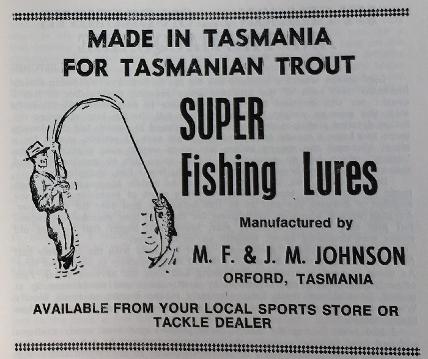 MADE IN TASMANIA
FOR TASMANIAN TROUT
SUPER
Fishing Lures
Manufactured by
M. F. & J. M. JOHNSON
ORFORD, TASMANIA
AVAILABLE FROM YOUR LOCAL SPORTS STORE OR
TACKLE DEALER